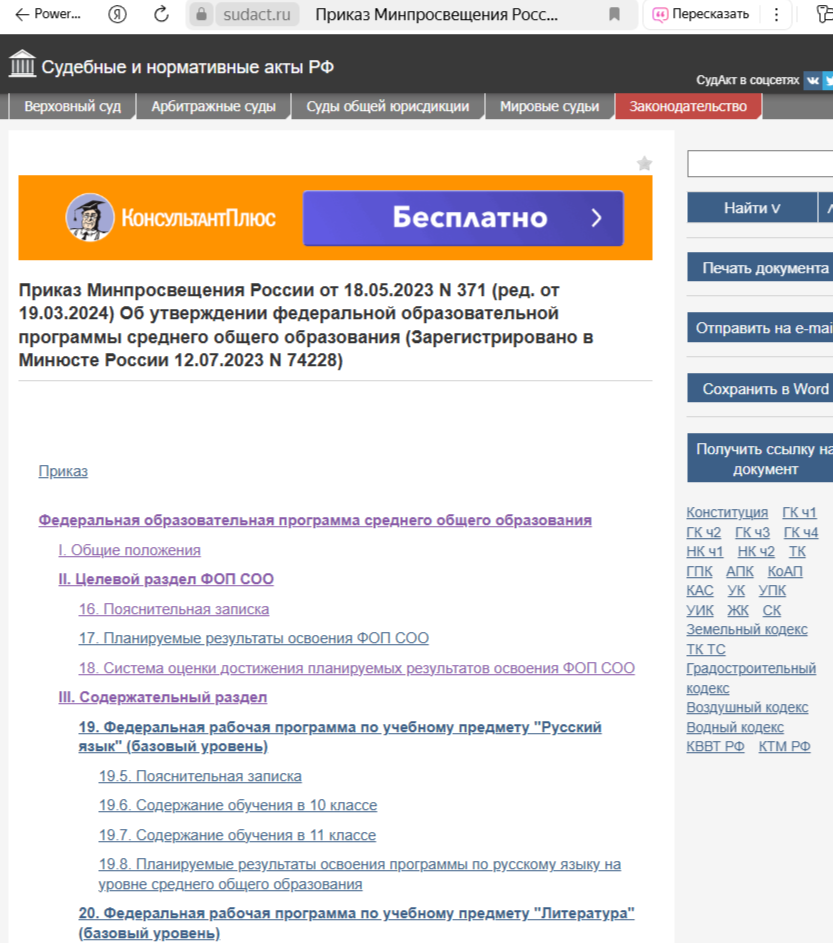 ← Power...
Я
sudact.ru
Приказ Минпросвещения Росс...
Пересказать
Судебные и нормативные акты РФ
СудАкт в соцсетях
Верховный суд
Арбитражные суды
Суды общей юрисдикции
Мировые судьи
Законодательство
КонсультантПлюс
Бесплатно
Приказ Минпросвещения России от 18.05.2023 N 371 (ред. от
19.03.2024) Об утверждении федеральной образовательной
программы среднего общего образования (Зарегистрировано в
Минюсте России 12.07.2023 N 74228)
Приказ
Федеральная образовательная программа среднего общего образования
I. Общие положения
II. Целевой раздел ФОП СОО
16. Пояснительная записка
17. Планируемые результаты освоения ФОП СОО
18. Система оценки достижения планируемых результатов освоения ФОП СОО
III. Содержательный раздел
19. Федеральная рабочая программа по учебному предмету "Русский
язык" (базовый уровень)
19.5. Пояснительная записка
19.6. Содержание обучения в 10 классе
19.7. Содержание обучения в 11 классе
19.8. Планируемые результаты освоения программы по русскому языку на
уровне среднего общего образования
20. Федеральная рабочая программа по учебному предмету "Литература"
(базовый уровень)
Найти V
Печать документа
Отправить на e-mai
Сохранить в Word
Получить ссылку на
документ
Конституция ГК ч1
ГК ч2 ГК ч3 ГК ч4
НК ч1 НК ч2 ТК
ГПК АПК КоАП
КАС УК УПК
УИК ЖК СК
Земельный кодекс
ТК ТС
Градостроительный
кодекс
Воздушный кодекс
Водный кодекс
КВВТ РФ КТМ РФ